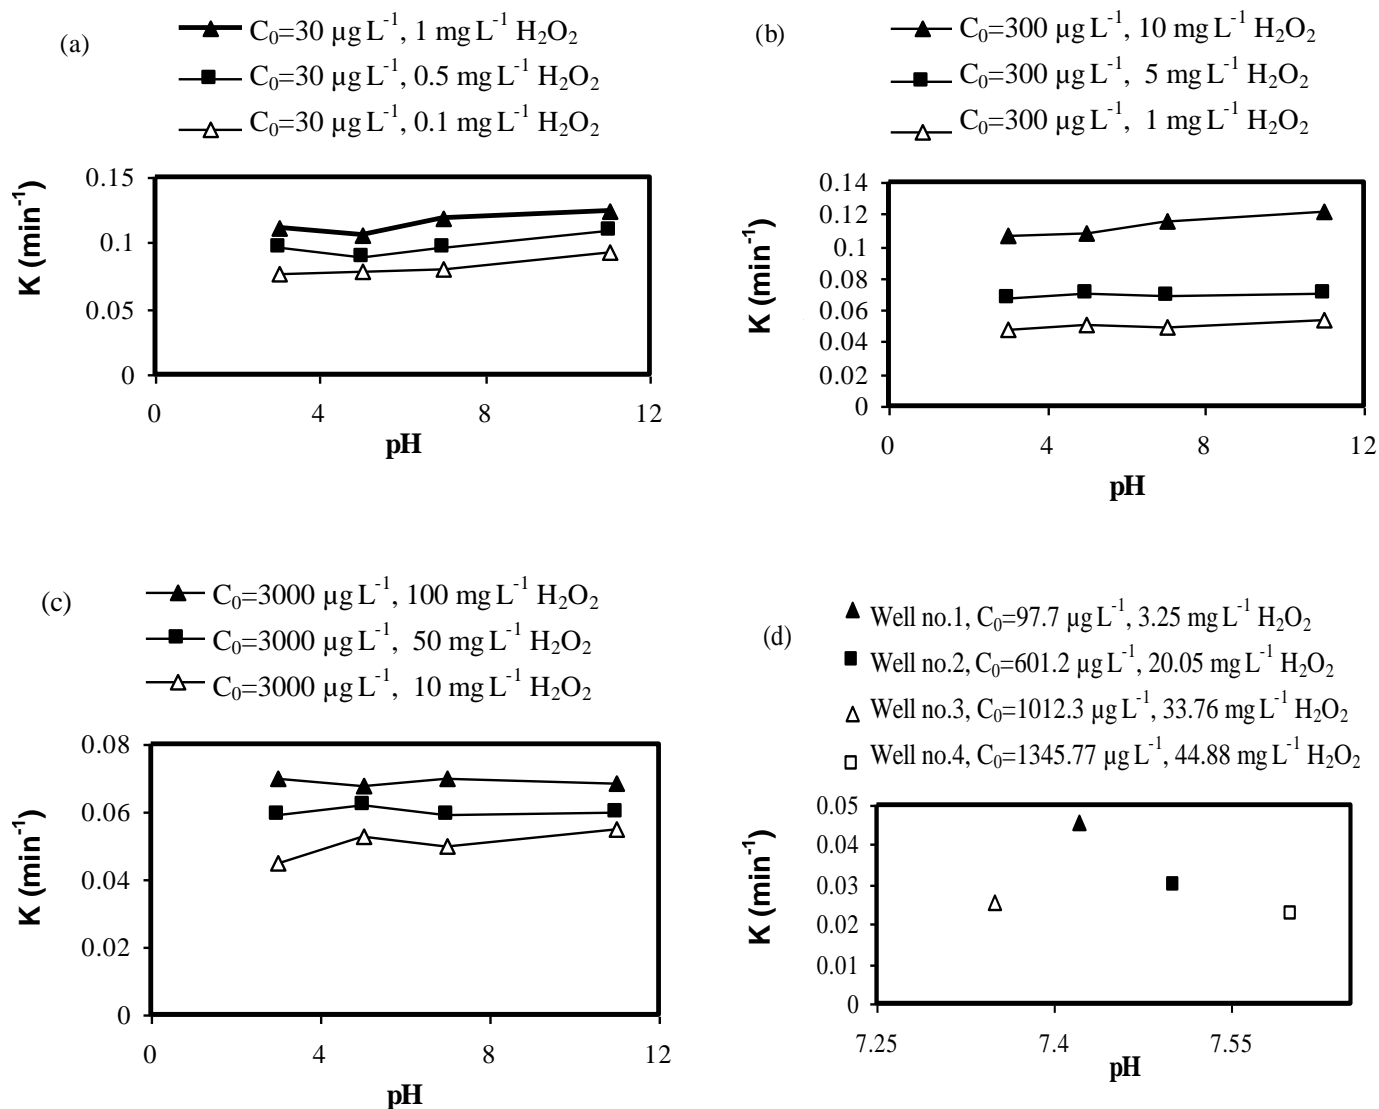 (a)
C₀=30 µg L⁻¹, 1 mg L⁻¹ H₂O₂
C₀=30 µg L⁻¹, 0.5 mg L⁻¹ H₂O₂
C₀=30 µg L⁻¹, 0.1 mg L⁻¹ H₂O₂
K (min⁻¹)
0.15
0.1
0.05
0
0 4 8 12
pH
(b)
C₀=300 µg L⁻¹, 10 mg L⁻¹ H₂O₂
C₀=300 µg L⁻¹, 5 mg L⁻¹ H₂O₂
C₀=300 µg L⁻¹, 1 mg L⁻¹ H₂O₂
K (min⁻¹)
0.14
0.12
0.1
0.08
0.06
0.04
0.02
0
0 4 8 12
pH
(c)
C₀=3000 µg L⁻¹, 100 mg L⁻¹ H₂O₂
C₀=3000 µg L⁻¹, 50 mg L⁻¹ H₂O₂
C₀=3000 µg L⁻¹, 10 mg L⁻¹ H₂O₂
K (min⁻¹)
0.08
0.06
0.04
0.02
0
0 4 8 12
pH
(d)
Well no.1, C₀=97.7 µg L⁻¹, 3.25 mg L⁻¹ H₂O₂
Well no.2, C₀=601.2 µg L⁻¹, 20.05 mg L⁻¹ H₂O₂
Well no.3, C₀=1012.3 µg L⁻¹, 33.76 mg L⁻¹ H₂O₂
Well no.4, C₀=1345.77 µg L⁻¹, 44.88 mg L⁻¹ H₂O₂
K (min⁻¹)
0.05
0.04
0.03
0.02
0.01
0
7.25 7.4 7.55
pH